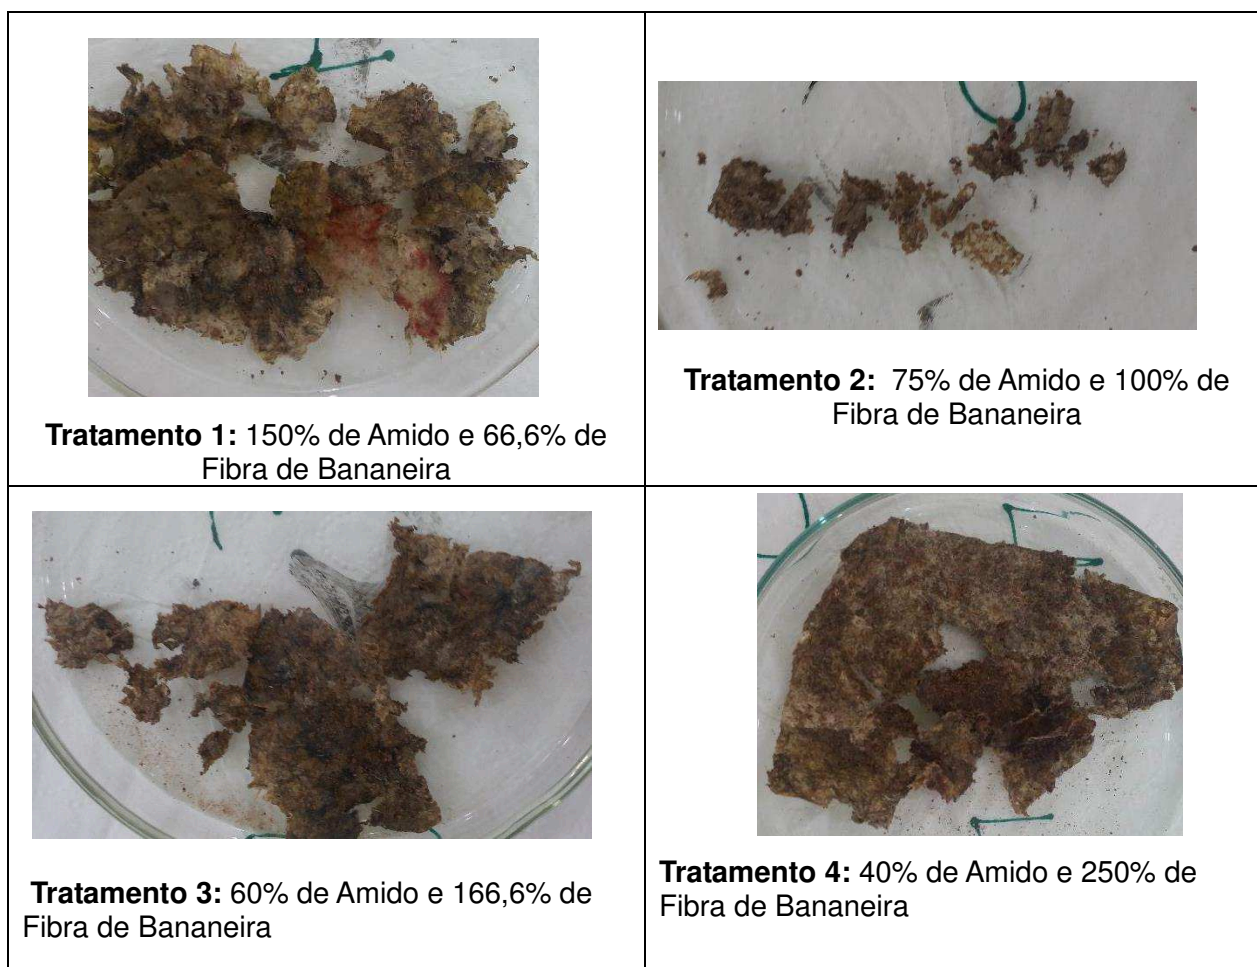 Tratamento 1: 150% de Amido e 66,6% de
Fibra de Bananeira
Tratamento 2: 75% de Amido e 100% de
Fibra de Bananeira
Tratamento 3: 60% de Amido e 166,6% de
Fibra de Bananeira
Tratamento 4: 40% de Amido e 250% de
Fibra de Bananeira